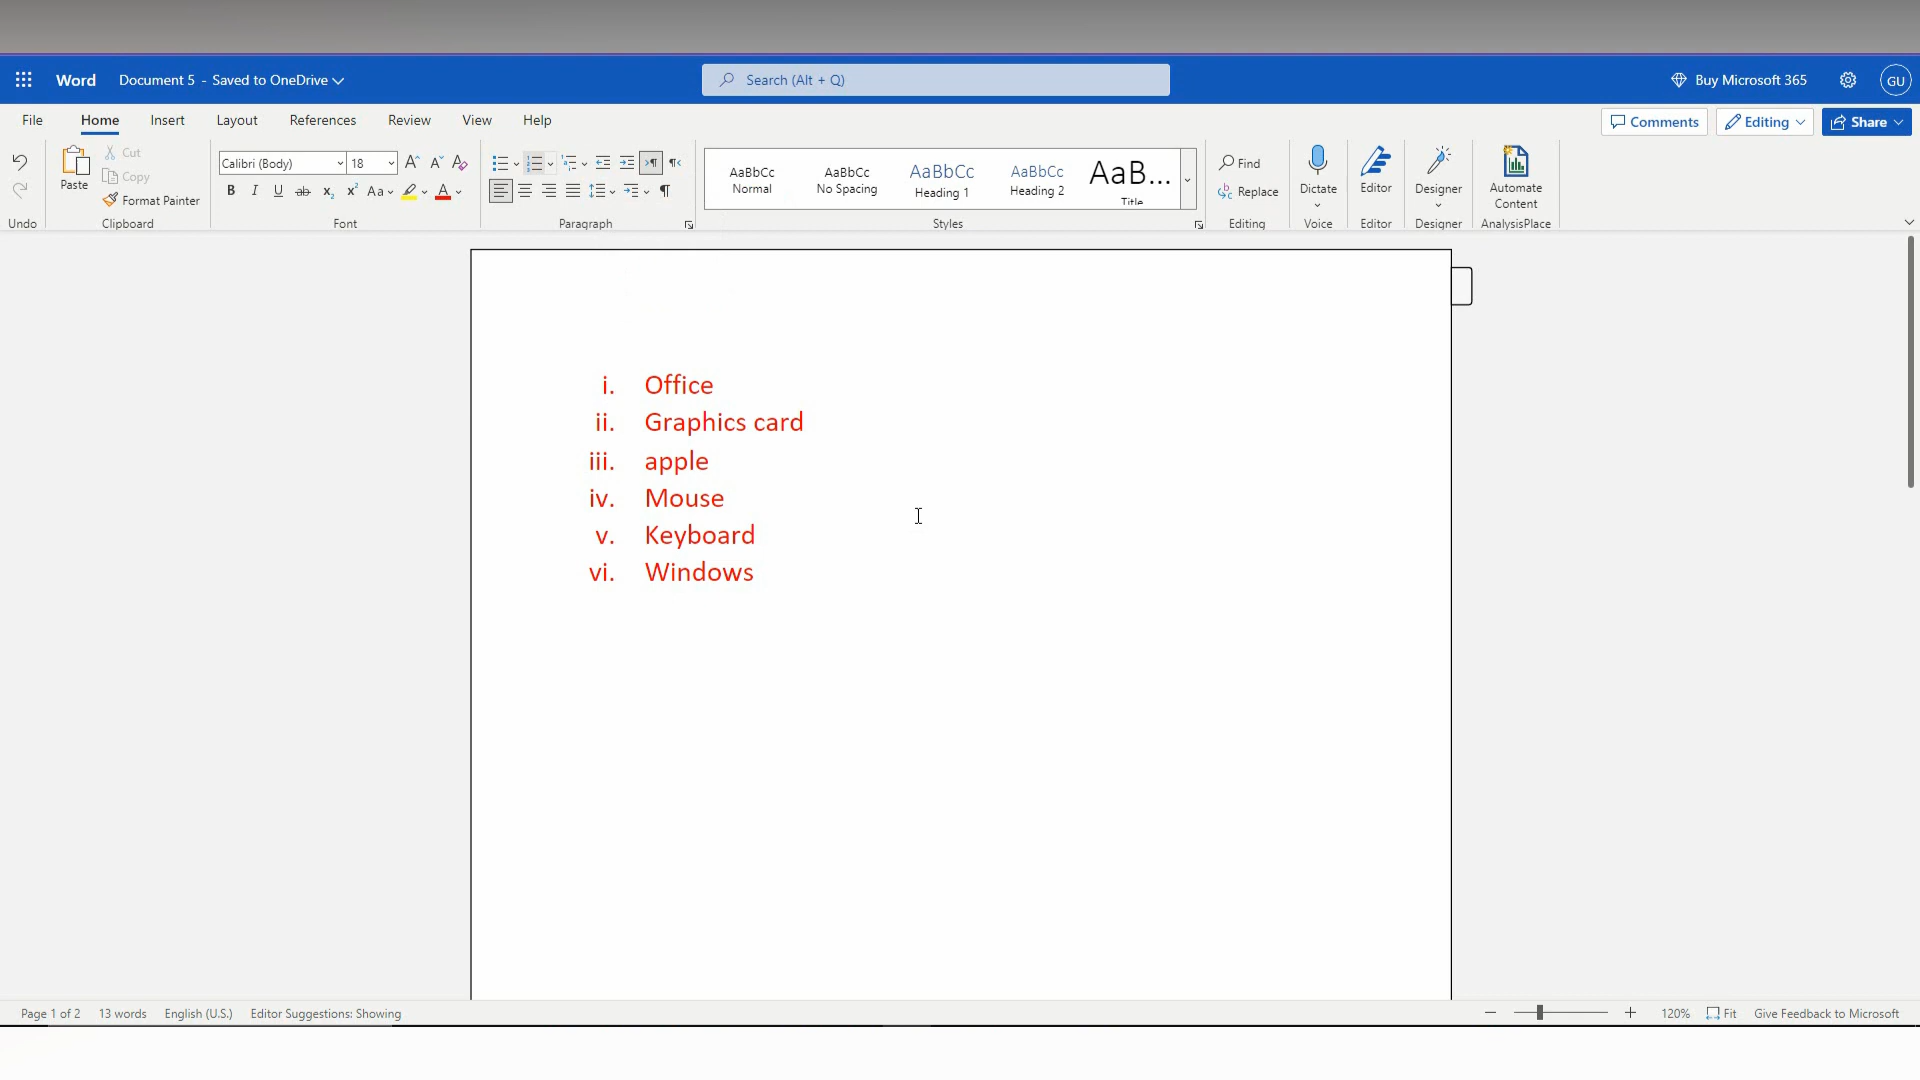 Word Document 5 - Saved to OneDrive Search (Alt + Q) Buy Microsoft 365 GU
File Home Insert Layout References Review View Help Comments Editing Share
Paste Cut Copy Format Painter
Calibri (Body) 18
AaBbCc Normal AaBbCc No Spacing AaBbCc Heading 1 AaBbCc Heading 2 AaB... Title
Find Replace Dictate Editor Designer Automate Content
Undo Clipboard Font Paragraph Styles Editing Voice Editor Designer AnalysisPlace
i. Office
ii. Graphics card
iii. apple
iv. Mouse
v. Keyboard
vi. Windows
Page 1 of 2 13 words English (U.S.) Editor Suggestions: Showing 120% Fit Give Feedback to Microsoft